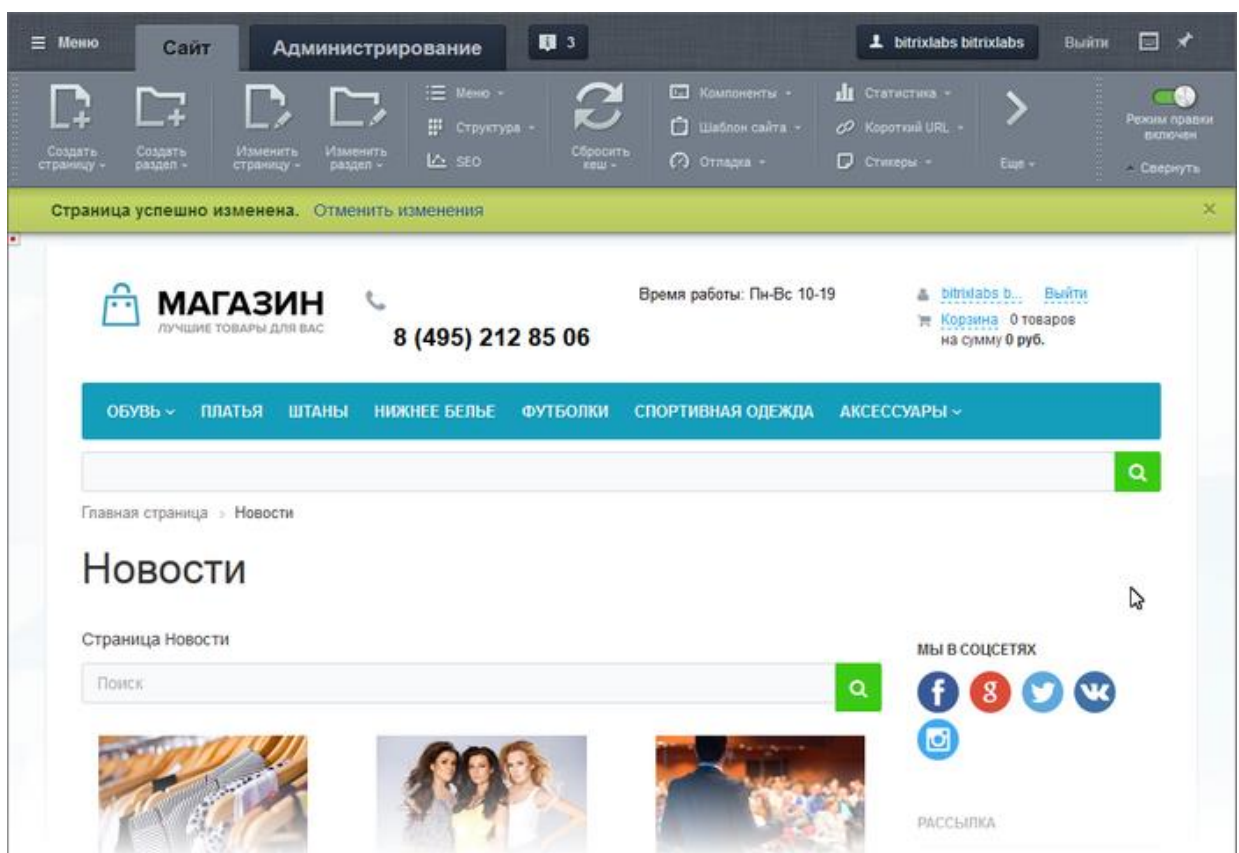 Меню
Сайт
Администрирование
3
bitrixlabs bitrixlabs
Выйти
Создать страницу
Создать раздел
Изменить страницу
Изменить раздел
Меню
Структура
SEO
Сбросить кеш
Компоненты
Шаблон сайта
Отладка
Статистика
Короткий URL
Стикеры
Еще
Режим правки включен
Свернуть
Страница успешно изменена. Отменить изменения
МАГАЗИН
ЛУЧШИЕ ТОВАРЫ ДЛЯ ВАС
8 (495) 212 85 06
Время работы: Пн-Вс 10-19
bitrixlabs b... Выйти
Корзина 0 товаров
на сумму 0 руб.
ОБУВЬ ПЛАТЬЯ ШТАНЫ НИЖНЕЕ БЕЛЬЕ ФУТБОЛКИ СПОРТИВНАЯ ОДЕЖДА АКСЕССУАРЫ
Главная страница > Новости
Новости
Страница Новости
Поиск
МЫ В СОЦСЕТЯХ
РАССЫЛКА